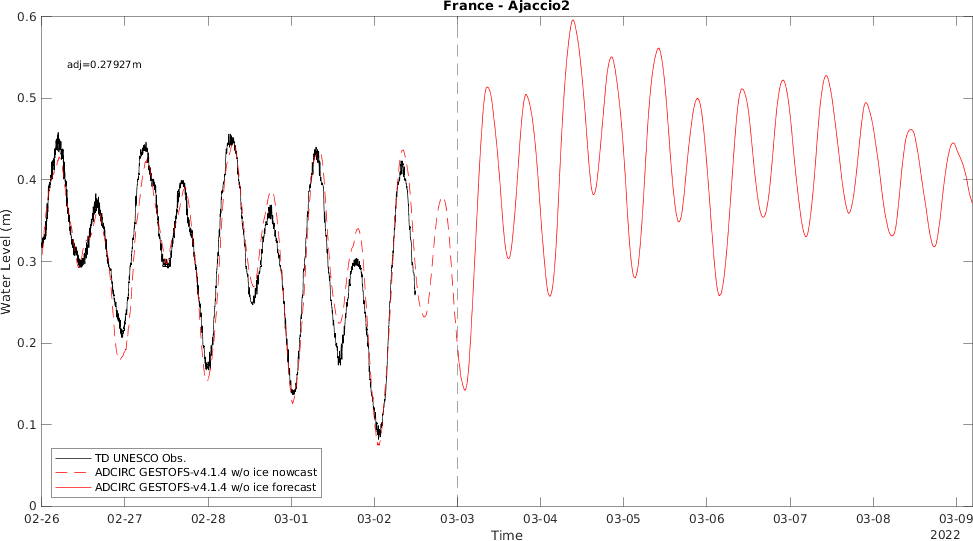 France - Ajaccio2
adj=0.27927m
0.6
0.5
0.4
0.3
0.2
0.1
0
Water Level (m)
TD UNESCO Obs.
ADCIRC GESTOFS-v4.1.4 w/o ice nowcast
ADCIRC GESTOFS-v4.1.4 w/o ice forecast
02-26 02-27 02-28 03-01 03-02 03-03 03-04 03-05 03-06 03-07 03-08 03-09
Time
2022